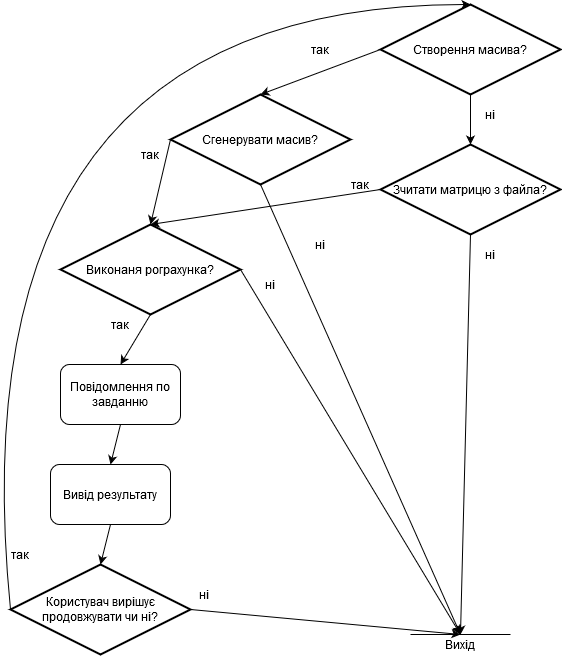 Створення масива?
так
ні
Сгенерувати масив?
так
так
Зчитати матрицю з файла?
ні
ні
Виконаня рограхунка?
ні
так
Повідомлення по
завданню
Вивід результату
так
Користувач вирішує
продовжувати чи ні?
ні
Вихід